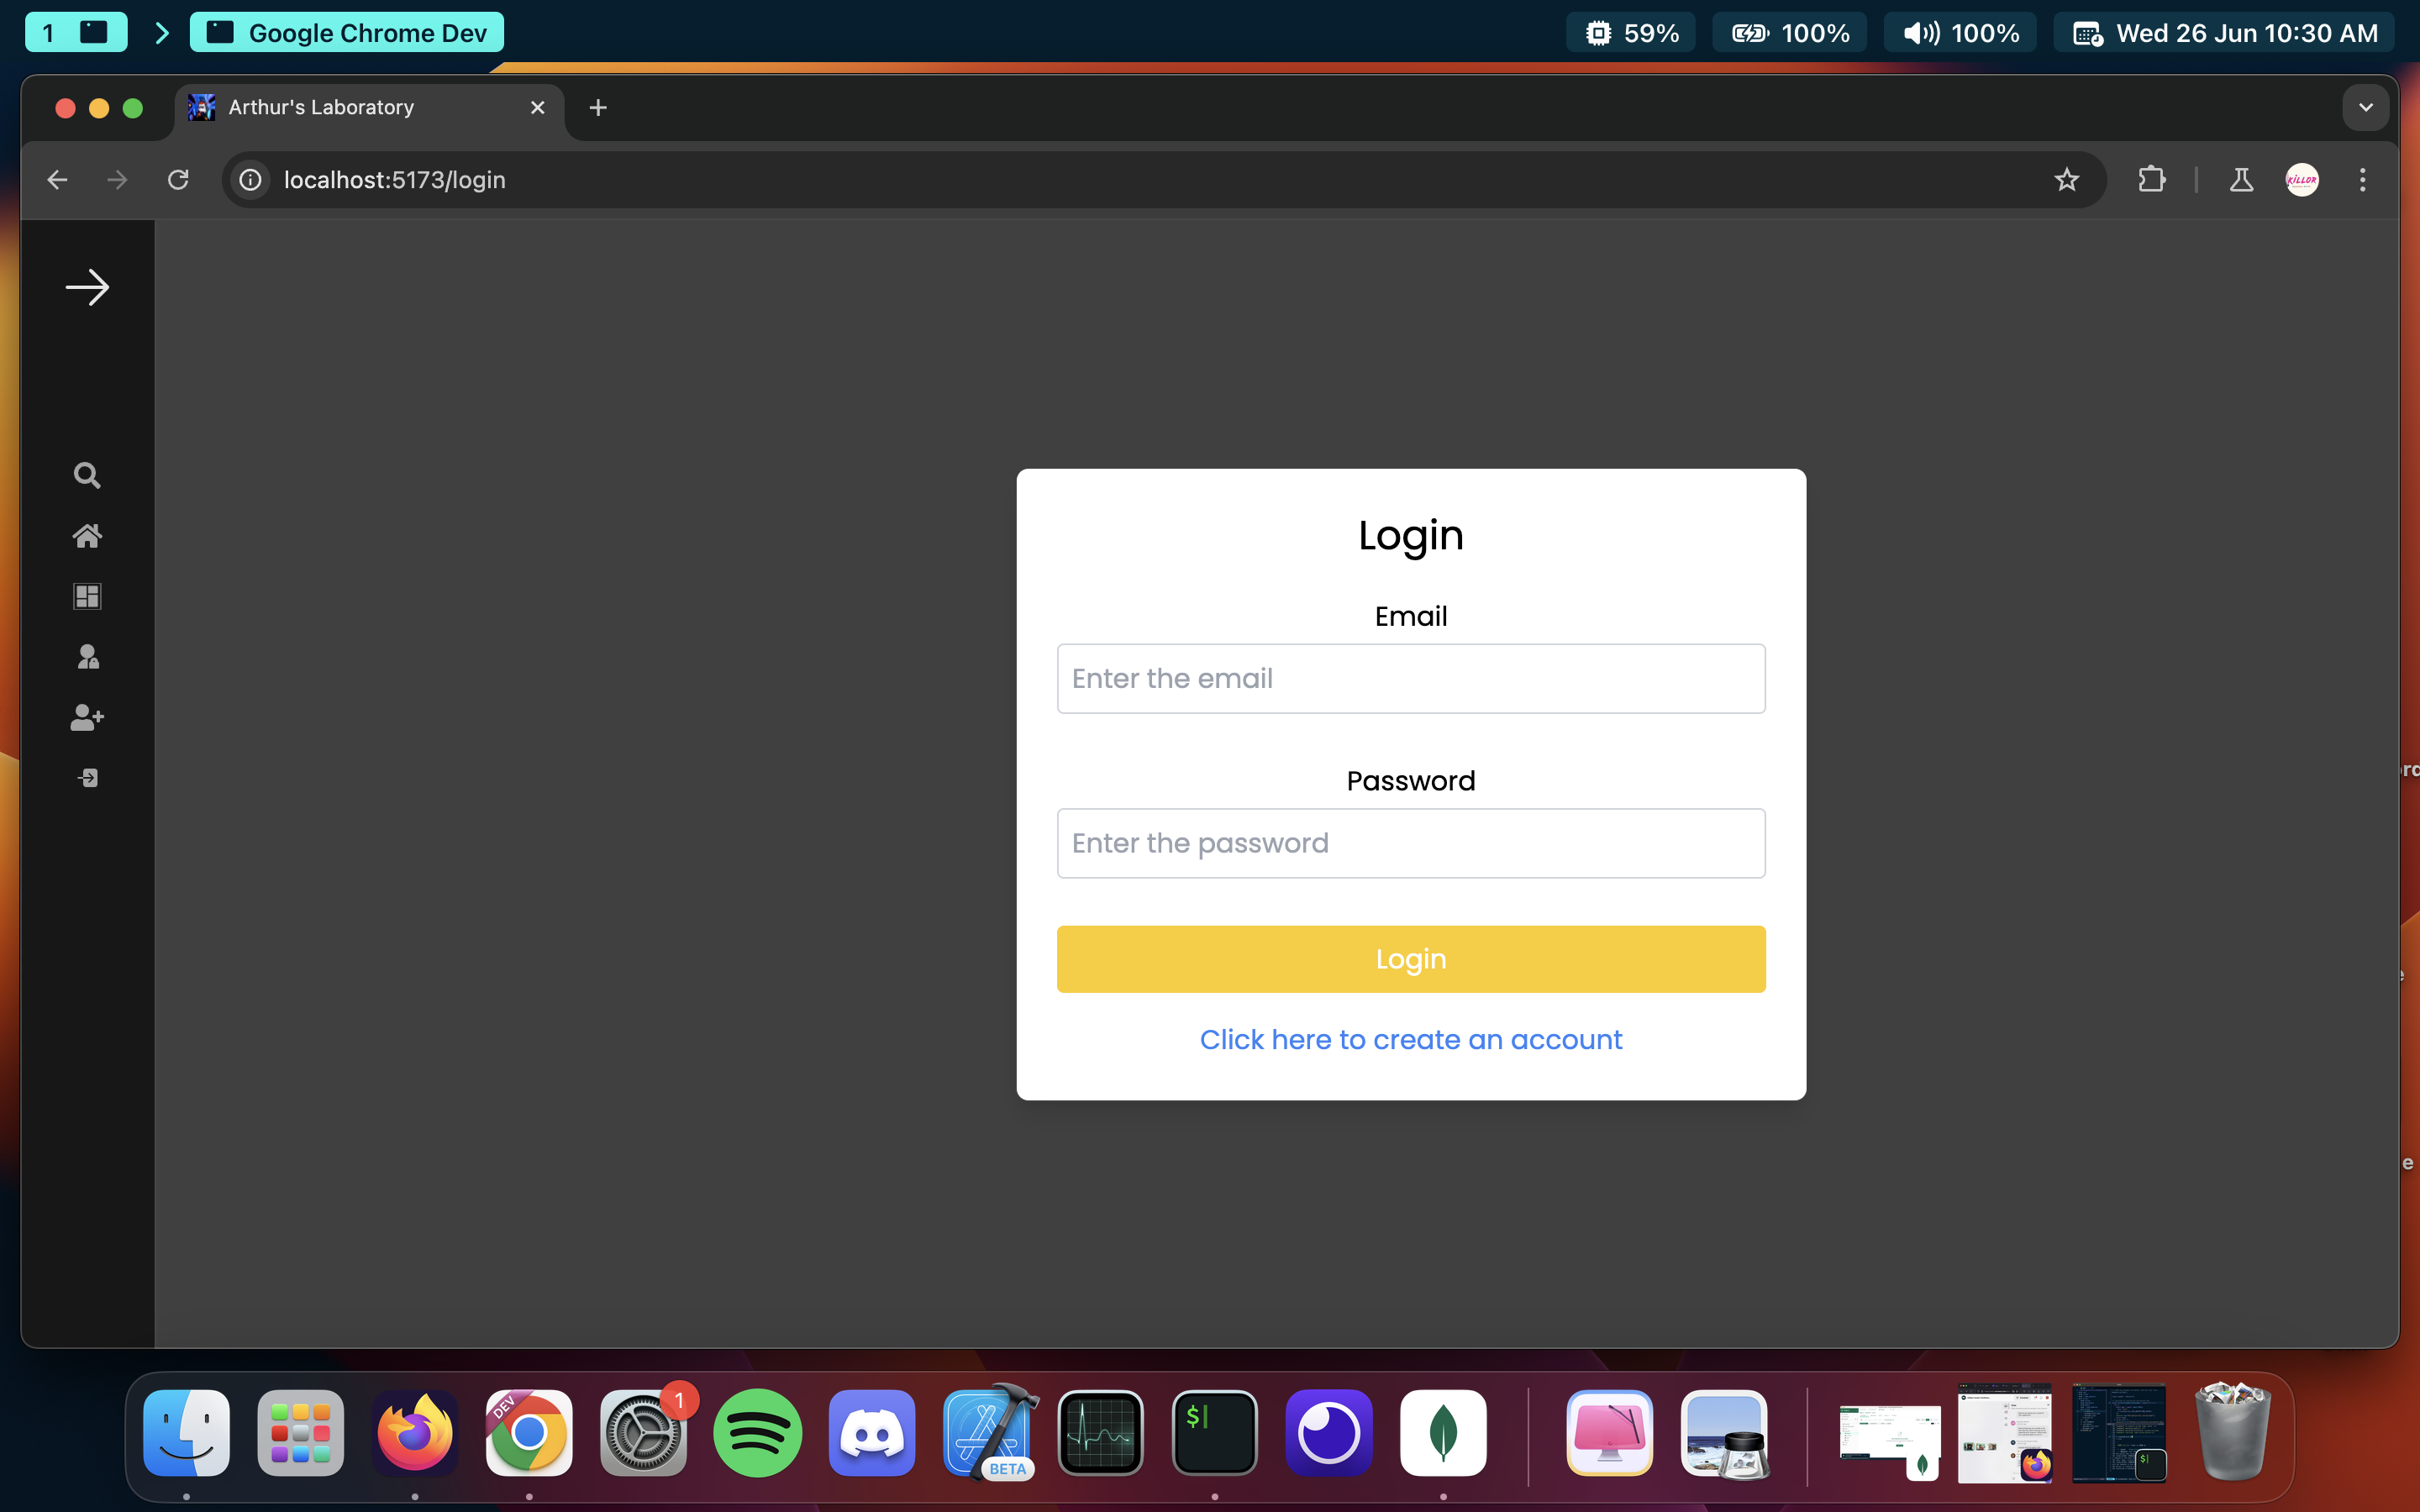 1
Google Chrome Dev
59%
100%
100%
Wed 26 Jun 10:30 AM
Arthur's Laboratory
localhost:5173/login
KILLOR
Login
Email
Enter the email
Password
Enter the password
Login
Click here to create an account
DEV
1
BETA
$
$